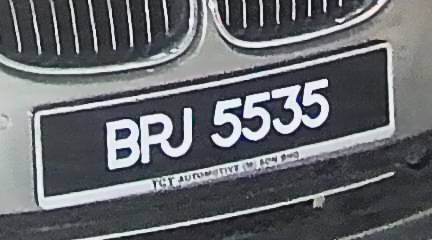 BRJ 5535
TCT AUTOMOTIVE (M) SDN BHD